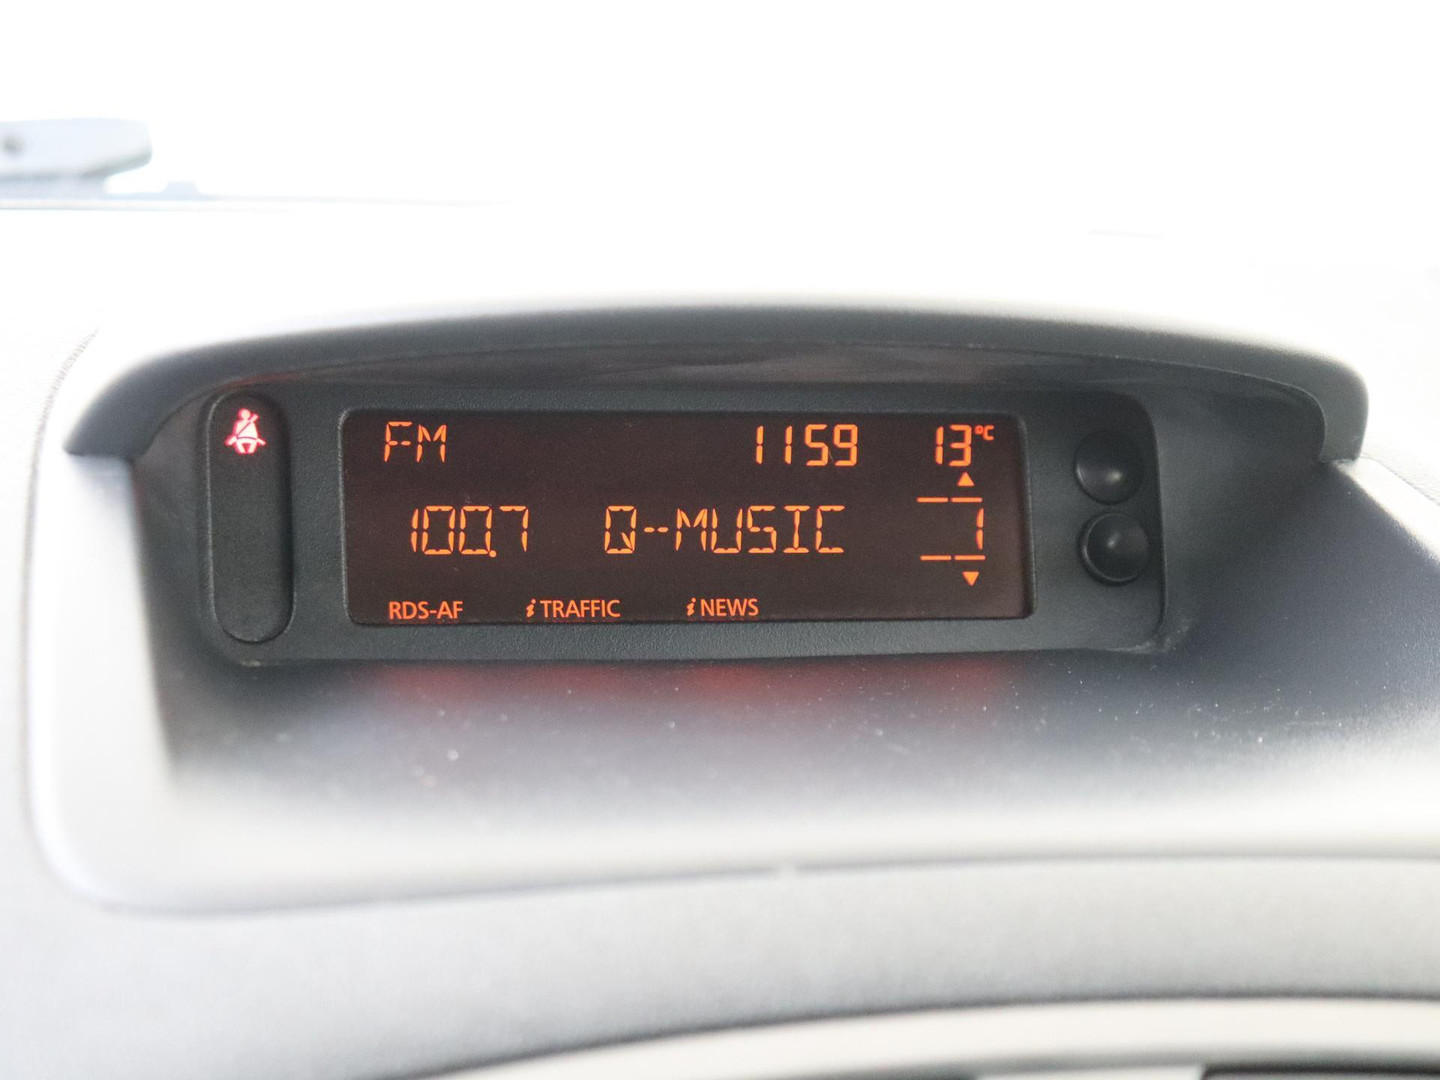 FM 1159 13°C
100.7 Q--MUSIC 1
RDS-AF i TRAFFIC i NEWS